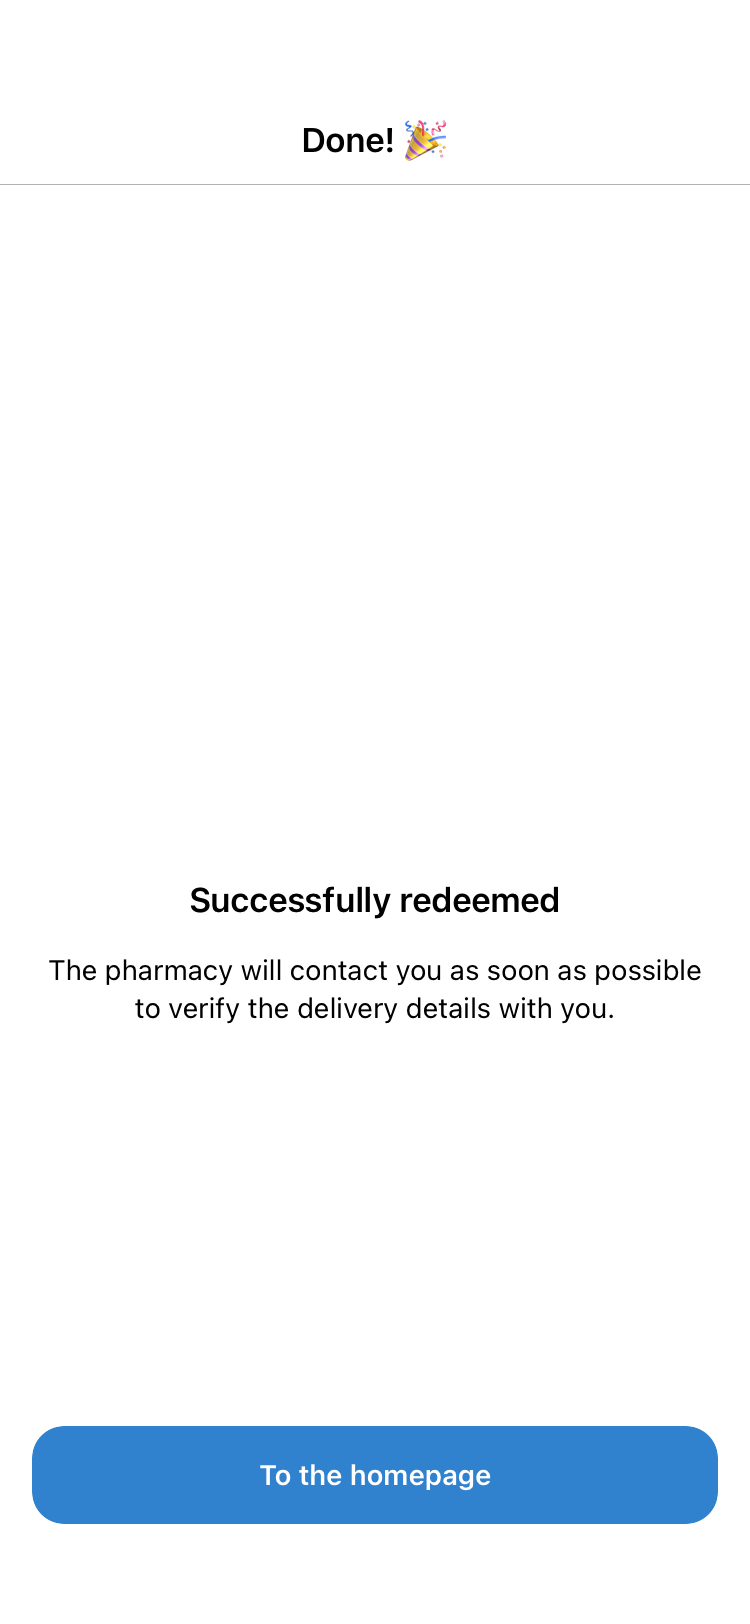 Done! 🎉
Successfully redeemed
The pharmacy will contact you as soon as possible
to verify the delivery details with you.
To the homepage